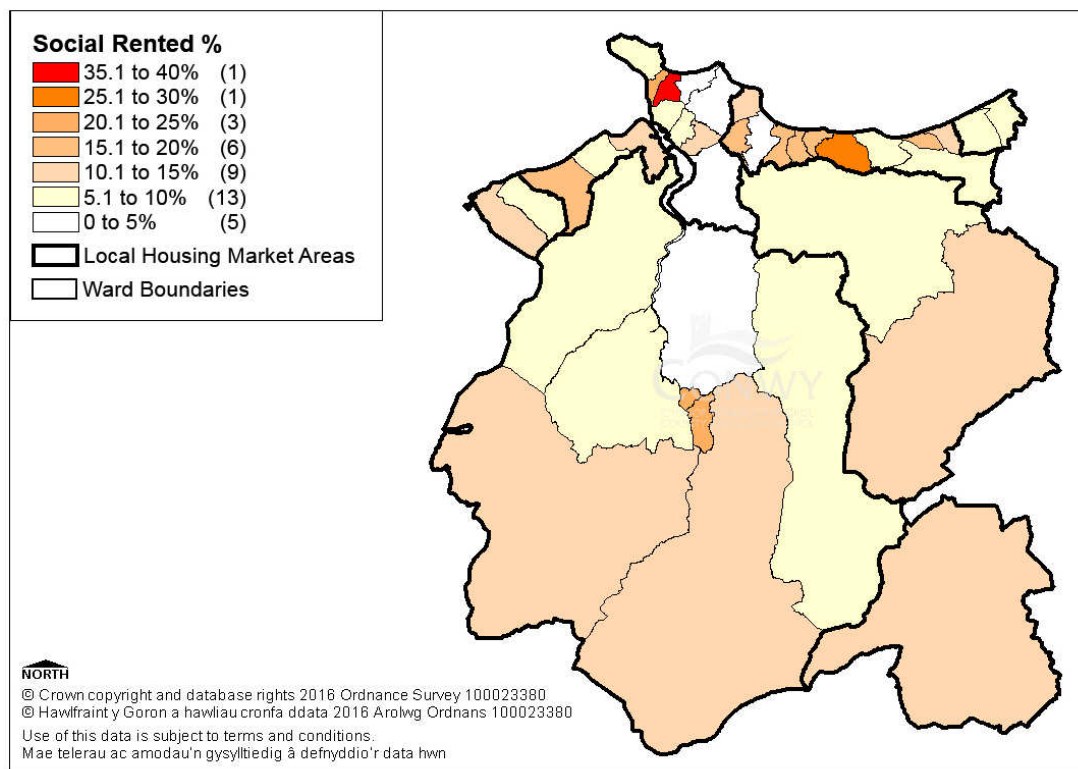 Social Rented %
35.1 to 40% (1)
25.1 to 30% (1)
20.1 to 25% (3)
15.1 to 20% (6)
10.1 to 15% (9)
5.1 to 10% (13)
0 to 5% (5)
Local Housing Market Areas
Ward Boundaries
CONWY
NORTH
© Crown copyright and database rights 2016 Ordnance Survey 100023380
© Hawlfraint y Goron a hawliau cronfa ddata 2016 Arolwg Ordnans 100023380
Use of this data is subject to terms and conditions.
Mae telerau ac amodau'n gysylltiedig â defnyddio'r data hwn